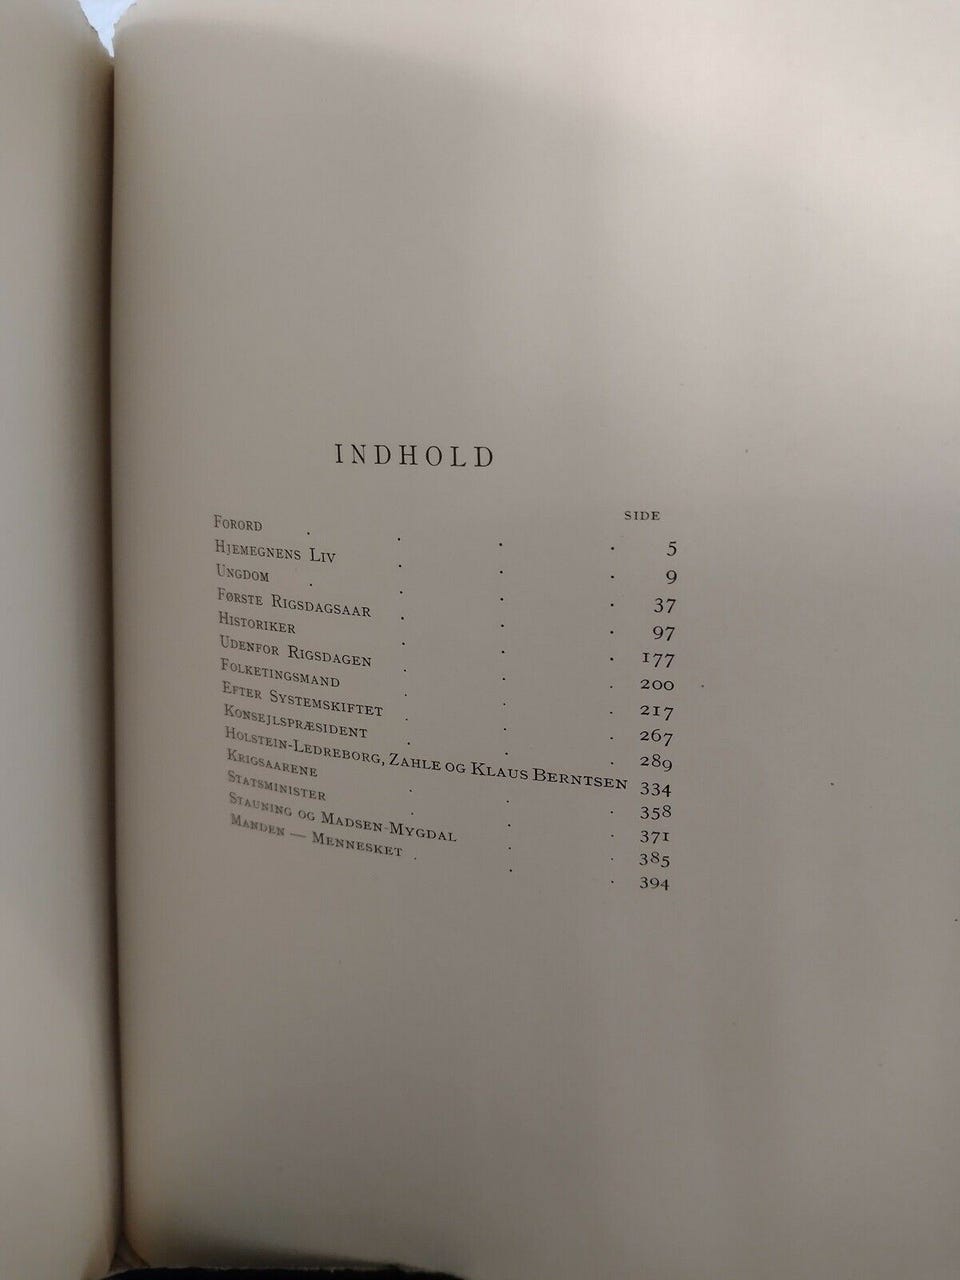 INDHOLD
SIDE
FORORD . . . . 5
HJEMEGNENS LIV . . . 9
UNGDOM . . . . 37
FØRSTE RIGSDAGSAAR . . . 97
HISTORIKER . . . 177
UDENFOR RIGSDAGEN . . . 200
FOLKETINGSMAND . . . 217
EFTER SYSTEMSKIFTET . . . 267
KONSEJLSPRÆSIDENT . . . 289
HOLSTEIN-LEDREBORG, ZAHLE OG KLAUS BERNTSEN 334
KRIGSAARENE . . . 358
STATSMINISTER . . 371
STAUNING OG MADSEN-MYGDAL . . 385
MANDEN — MENNESKET . . . 394